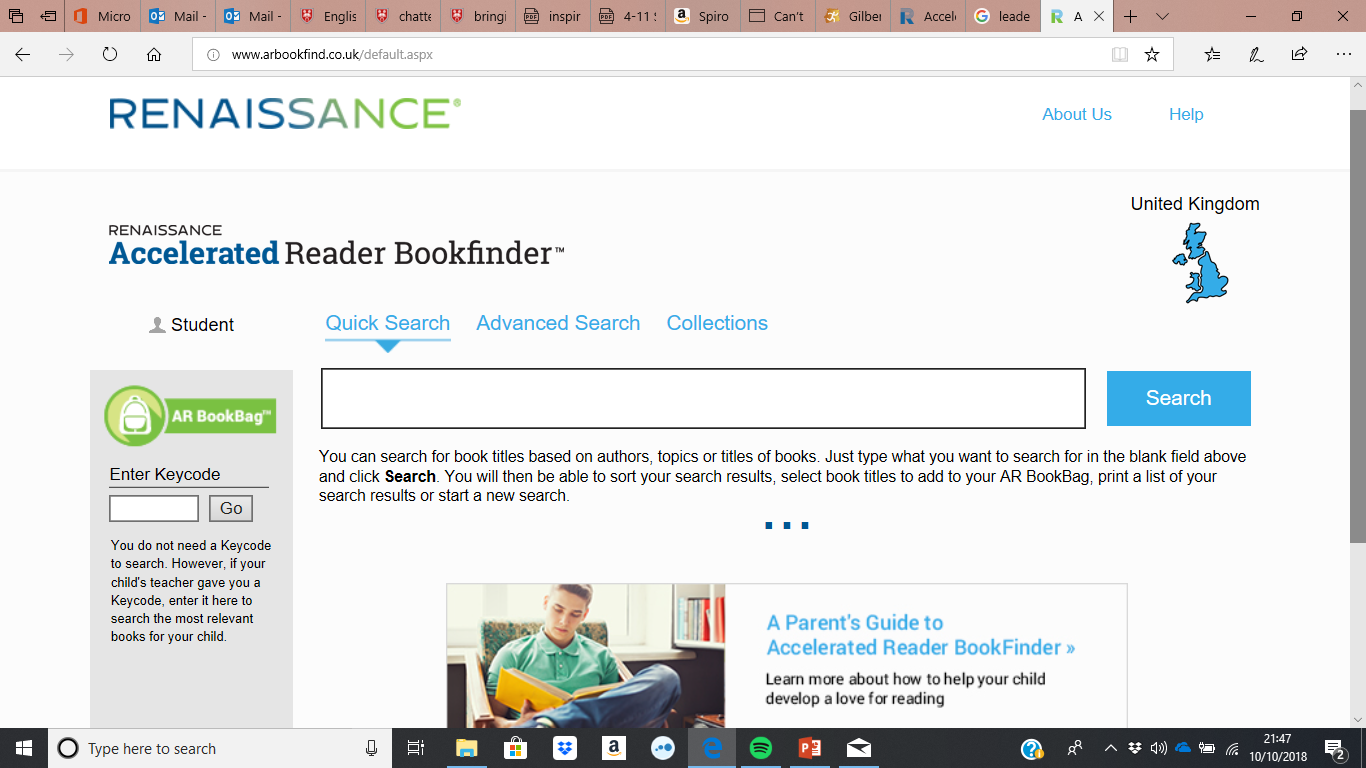 Micro
Mail -
Mail -
Englis
chatte
bringi
inspir
4-11 S
Spiro
Can't
Gilber
Accel
leade
A
www.arbookfind.co.uk/default.aspx
RENAISSANCE®
About Us
Help
United Kingdom
RENAISSANCE
Accelerated Reader Bookfinder™
Student
Quick Search
Advanced Search
Collections
AR BookBag™
Search
You can search for book titles based on authors, topics or titles of books. Just type what you want to search for in the blank field above
and click Search. You will then be able to sort your search results, select book titles to add to your AR BookBag, print a list of your
search results or start a new search.
Enter Keycode
Go
You do not need a Keycode
to search. However, if your
child's teacher gave you a
Keycode, enter it here to
search the most relevant
books for your child.
A Parent's Guide to
Accelerated Reader BookFinder »
Learn more about how to help your child
develop a love for reading
Type here to search
21:47
10/10/2018
2